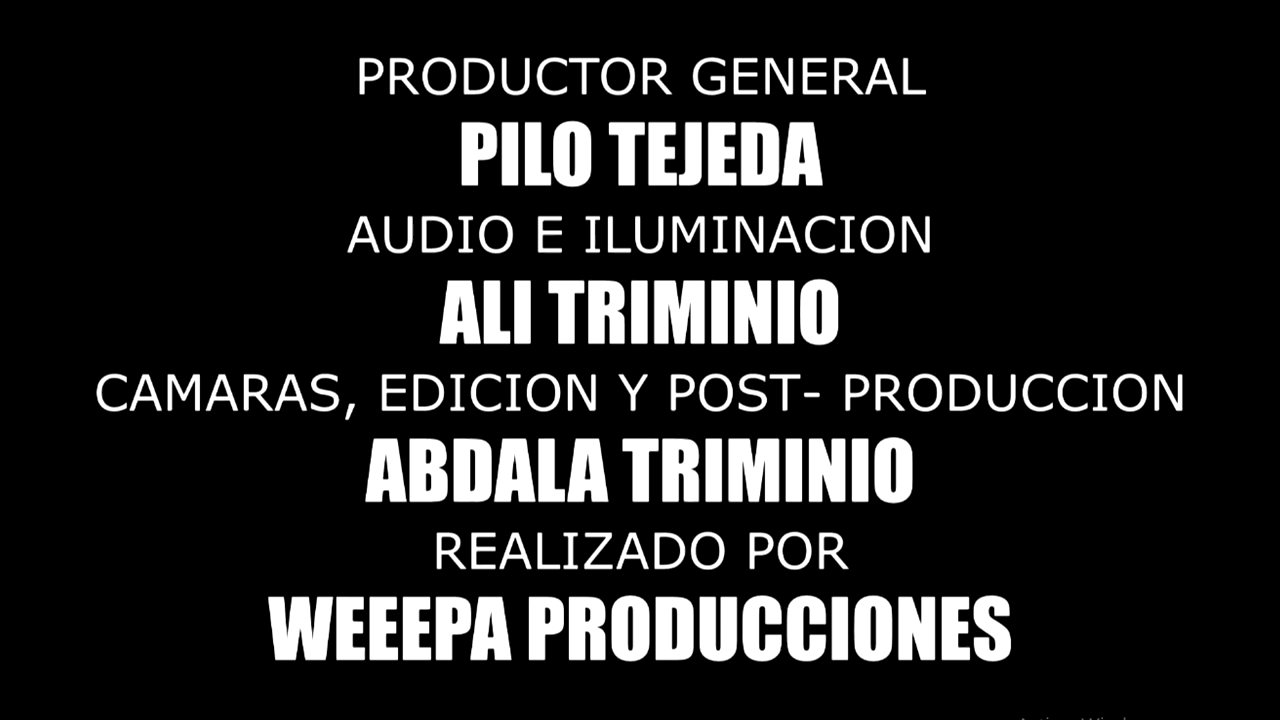 PRODUCTOR GENERAL
PILO TEJEDA
AUDIO E ILUMINACION
ALI TRIMINIO
CAMARAS, EDICION Y POST- PRODUCCION
ABDALA TRIMINIO
REALIZADO POR
WEEEPA PRODUCCIONES